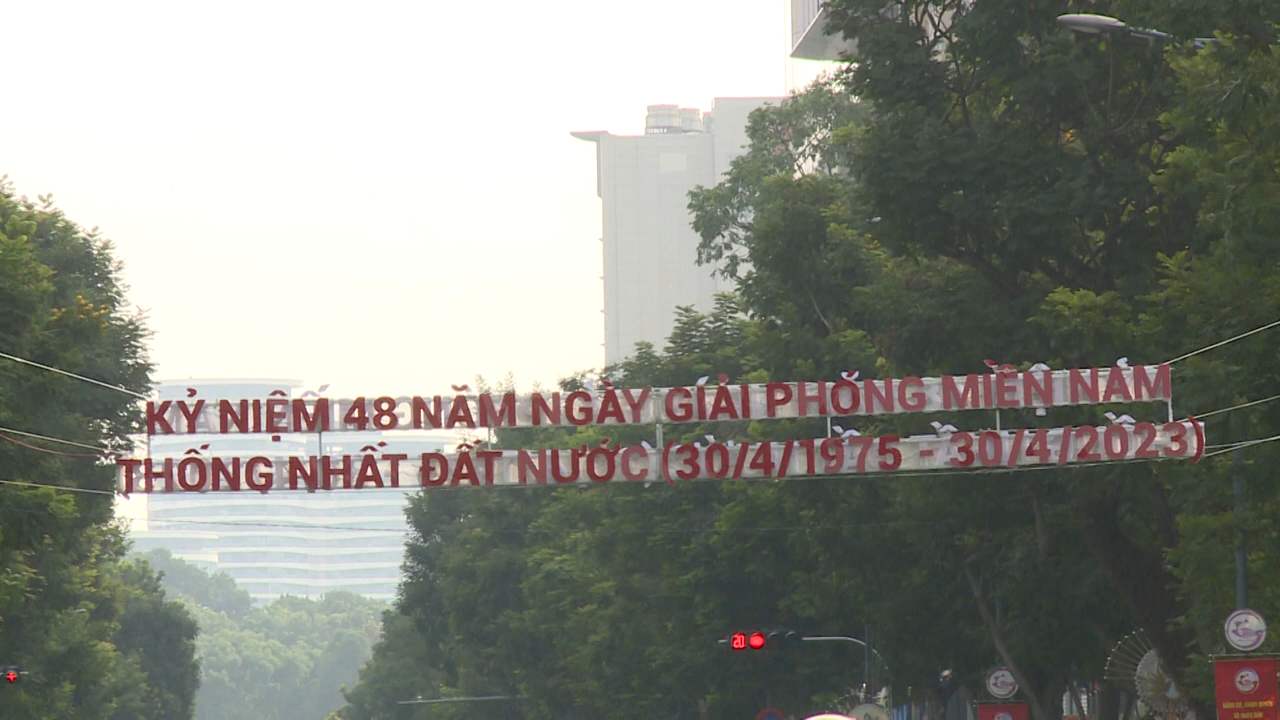 KỶ NIỆM 48 NĂM NGÀY GIẢI PHÓNG MIỀN NAM
THỐNG NHẤT ĐẤT NƯỚC (30/4/1975 - 30/4/2023)
20